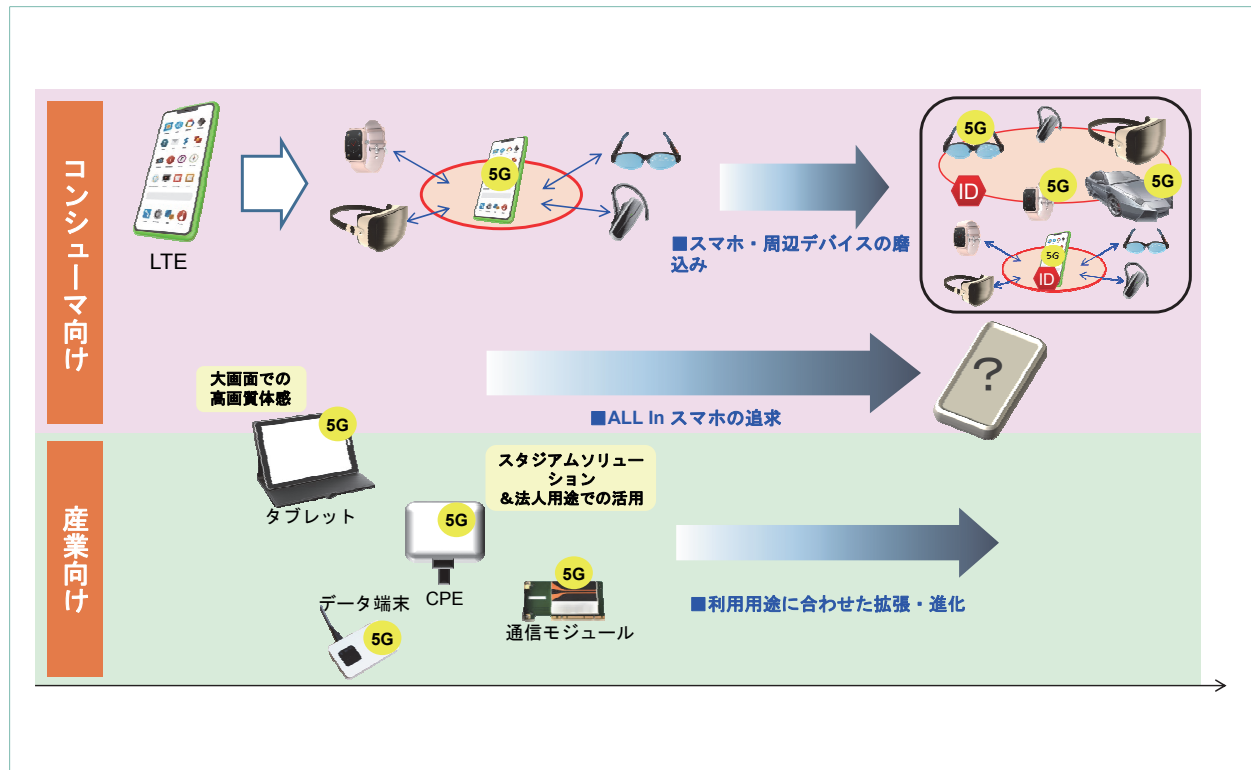 コンシューマ向け
LTE
5G
5G
ID
5G
5G
5G
ID
■スマホ・周辺デバイスの磨
込み
?
■ALL In スマホの追求
大画面での
高画質体感
5G
タブレット
産業向け
スタジアムソリュー
ション
&法人用途での活用
5G
CPE
5G
通信モジュール
データ端末
5G
■利用用途に合わせた拡張・進化